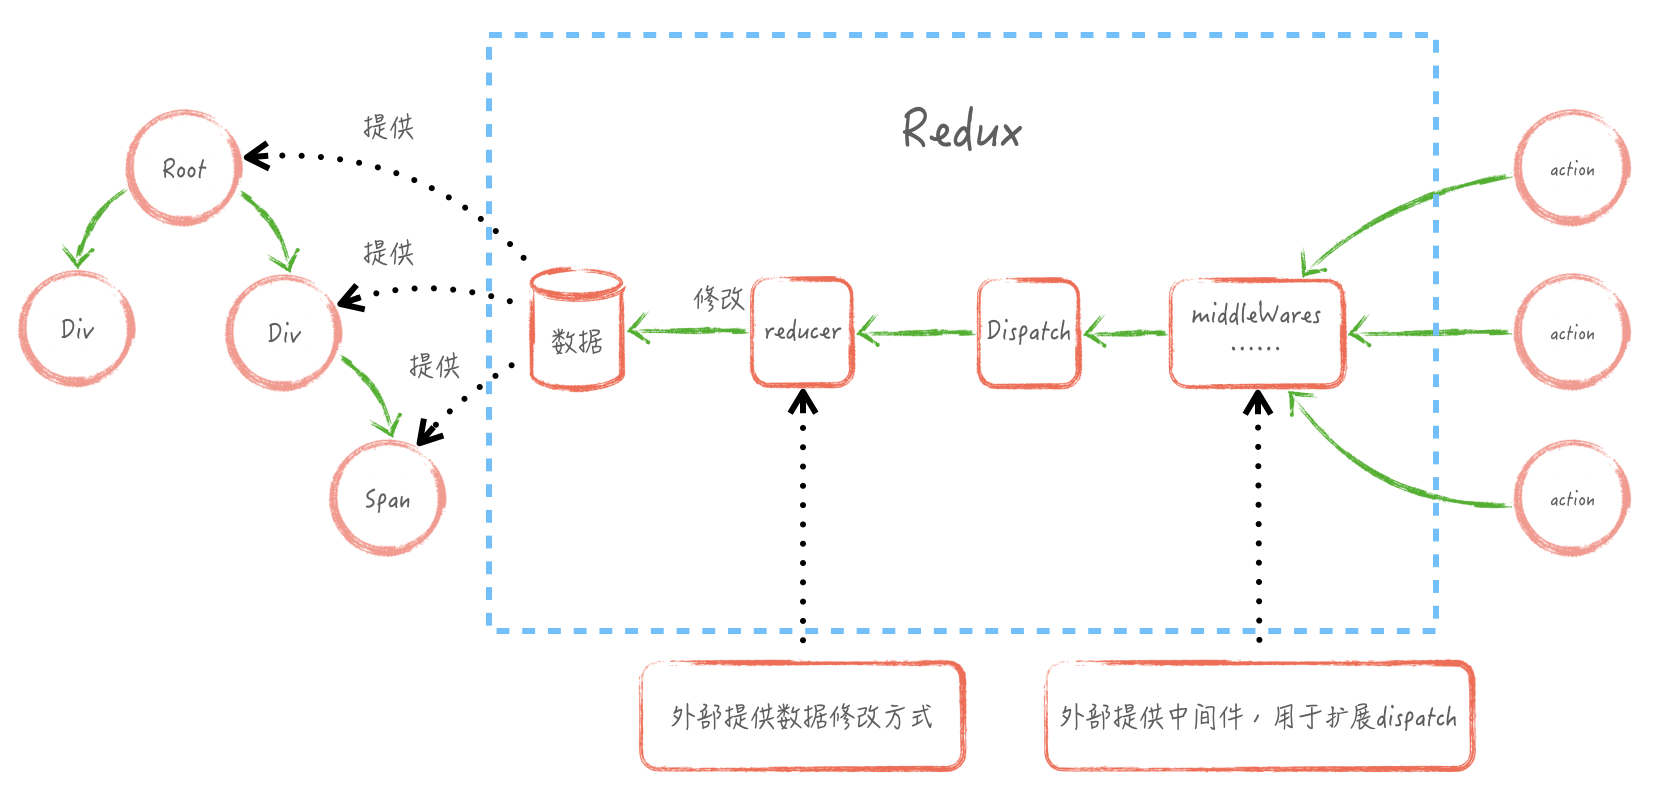 Redux
提供
Root
action
提供
Div
Div
数据
修改
reducer
Dispatch
middleWares
......
action
提供
Span
action
外部提供数据修改方式
外部提供中间件，用于扩展dispatch